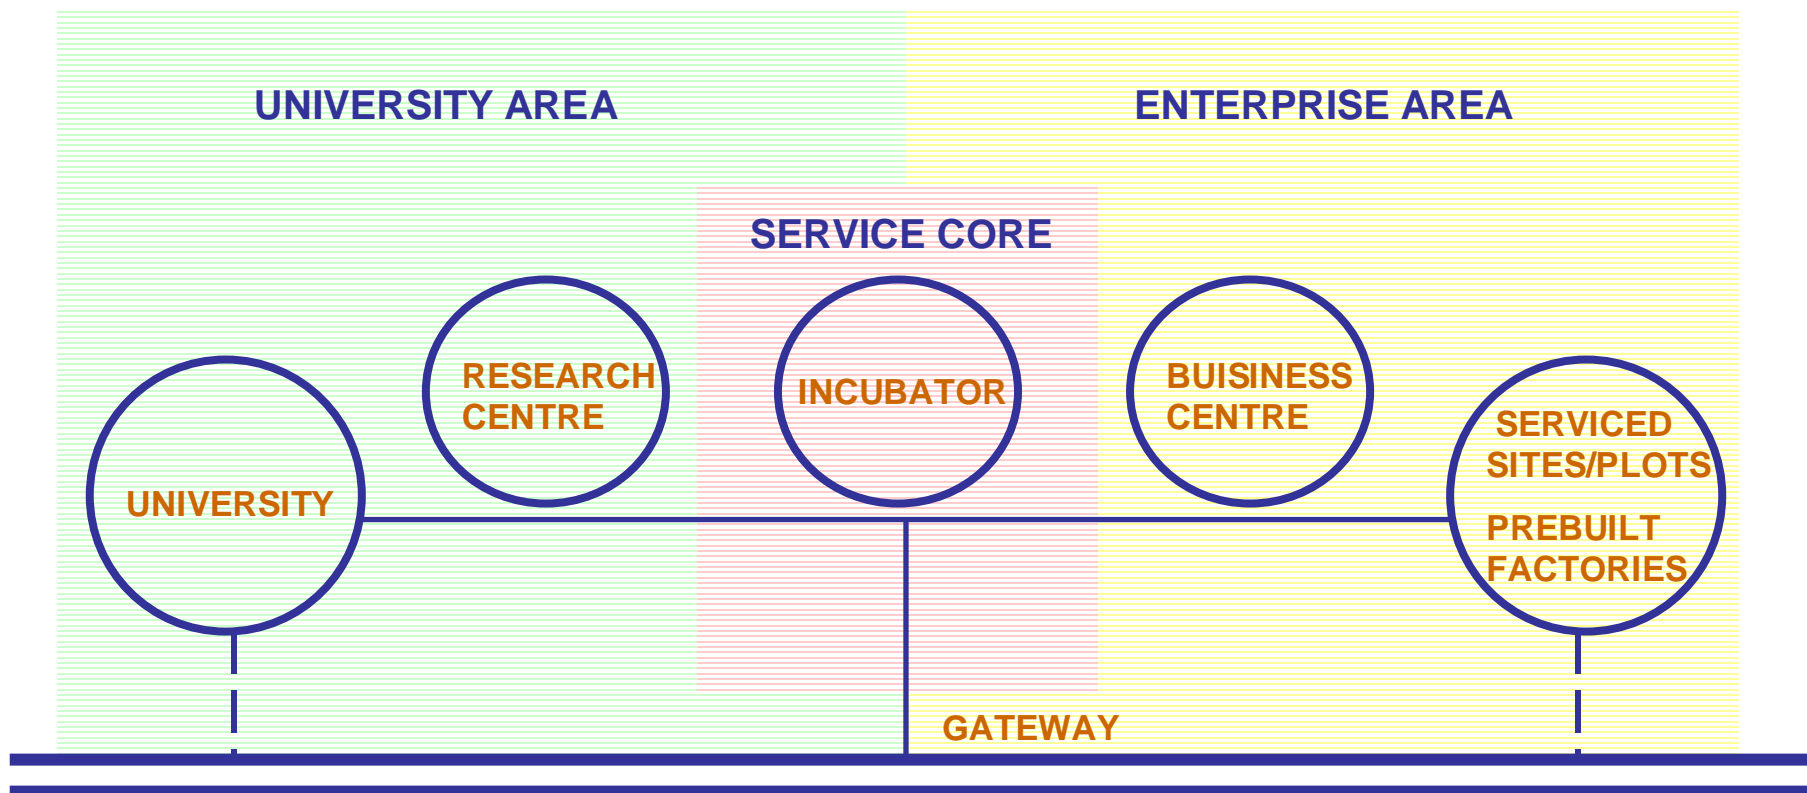 UNIVERSITY AREA
ENTERPRISE AREA
SERVICE CORE
RESEARCH
CENTRE
INCUBATOR
BUISINESS
CENTRE
UNIVERSITY
SERVICED
SITES/PLOTS
PREBUILT
FACTORIES
GATEWAY